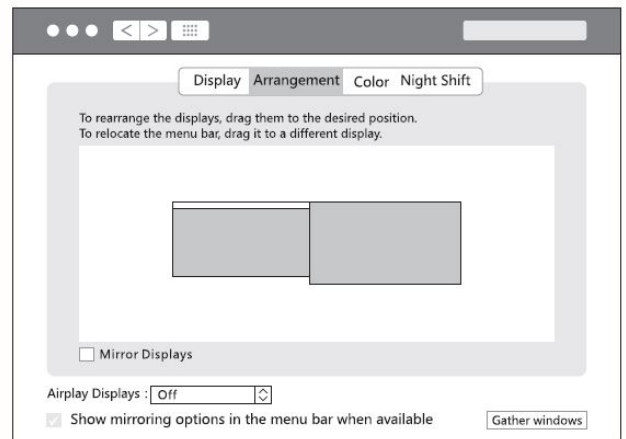 Display Arrangement Color Night Shift
To rearrange the displays, drag them to the desired position.
To relocate the menu bar, drag it to a different display.
Mirror Displays
Airplay Displays : Off
Show mirroring options in the menu bar when available
Gather windows